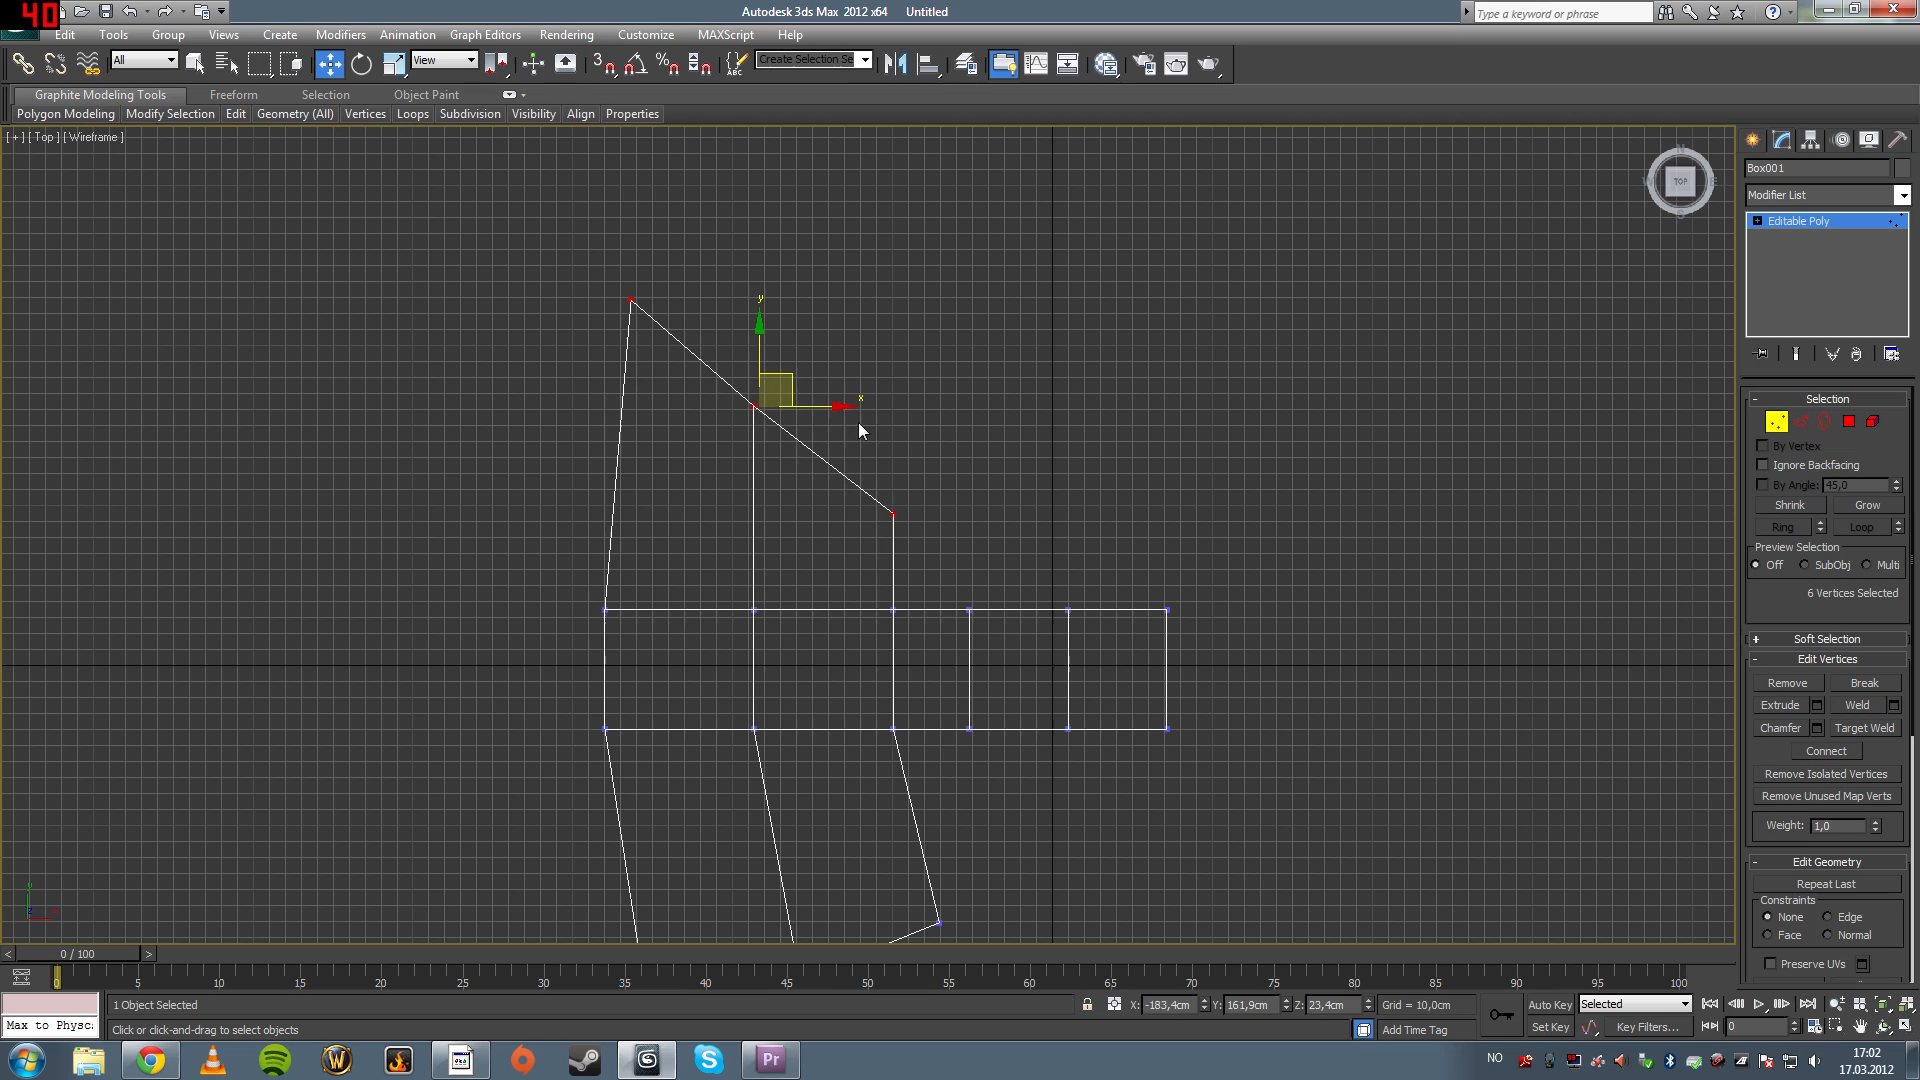 40
Autodesk 3ds Max 2012 x64 Untitled
Type a keyword or phrase
Edit Tools Group Views Create Modifiers Animation Graph Editors Rendering Customize MAXScript Help
All View Create Selection Se
Graphite Modeling Tools Freeform Selection Object Paint
Polygon Modeling Modify Selection Edit Geometry (All) Vertices Loops Subdivision Visibility Align Properties
[ + ] [ Top ] [ Wireframe ]
TOP
Box001
Modifier List
Editable Poly
y
x
Selection
By Vertex
Ignore Backfacing
By Angle: 45,0
Shrink Grow
Ring Loop
Preview Selection
Off SubObj Multi
6 Vertices Selected
Soft Selection
Edit Vertices
Remove Break
Extrude Weld
Chamfer Target Weld
Connect
Remove Isolated Vertices
Remove Unused Map Verts
Weight: 1,0
Edit Geometry
Repeat Last
Constraints
None Edge
Face Normal
Preserve UVs
< 0 / 100 >
0 5 10 15 20 25 30 35 40 45 50 55 60 65 70 75 80 85 90 95 100
1 Object Selected X: -183,4cm Y: 161,9cm Z: 23,4cm Grid = 10,0cm Auto Key Selected
Max to Physc: Click or click-and-drag to select objects Add Time Tag Set Key Key Filters... 0
NO
17:02
17.03.2012
Pr